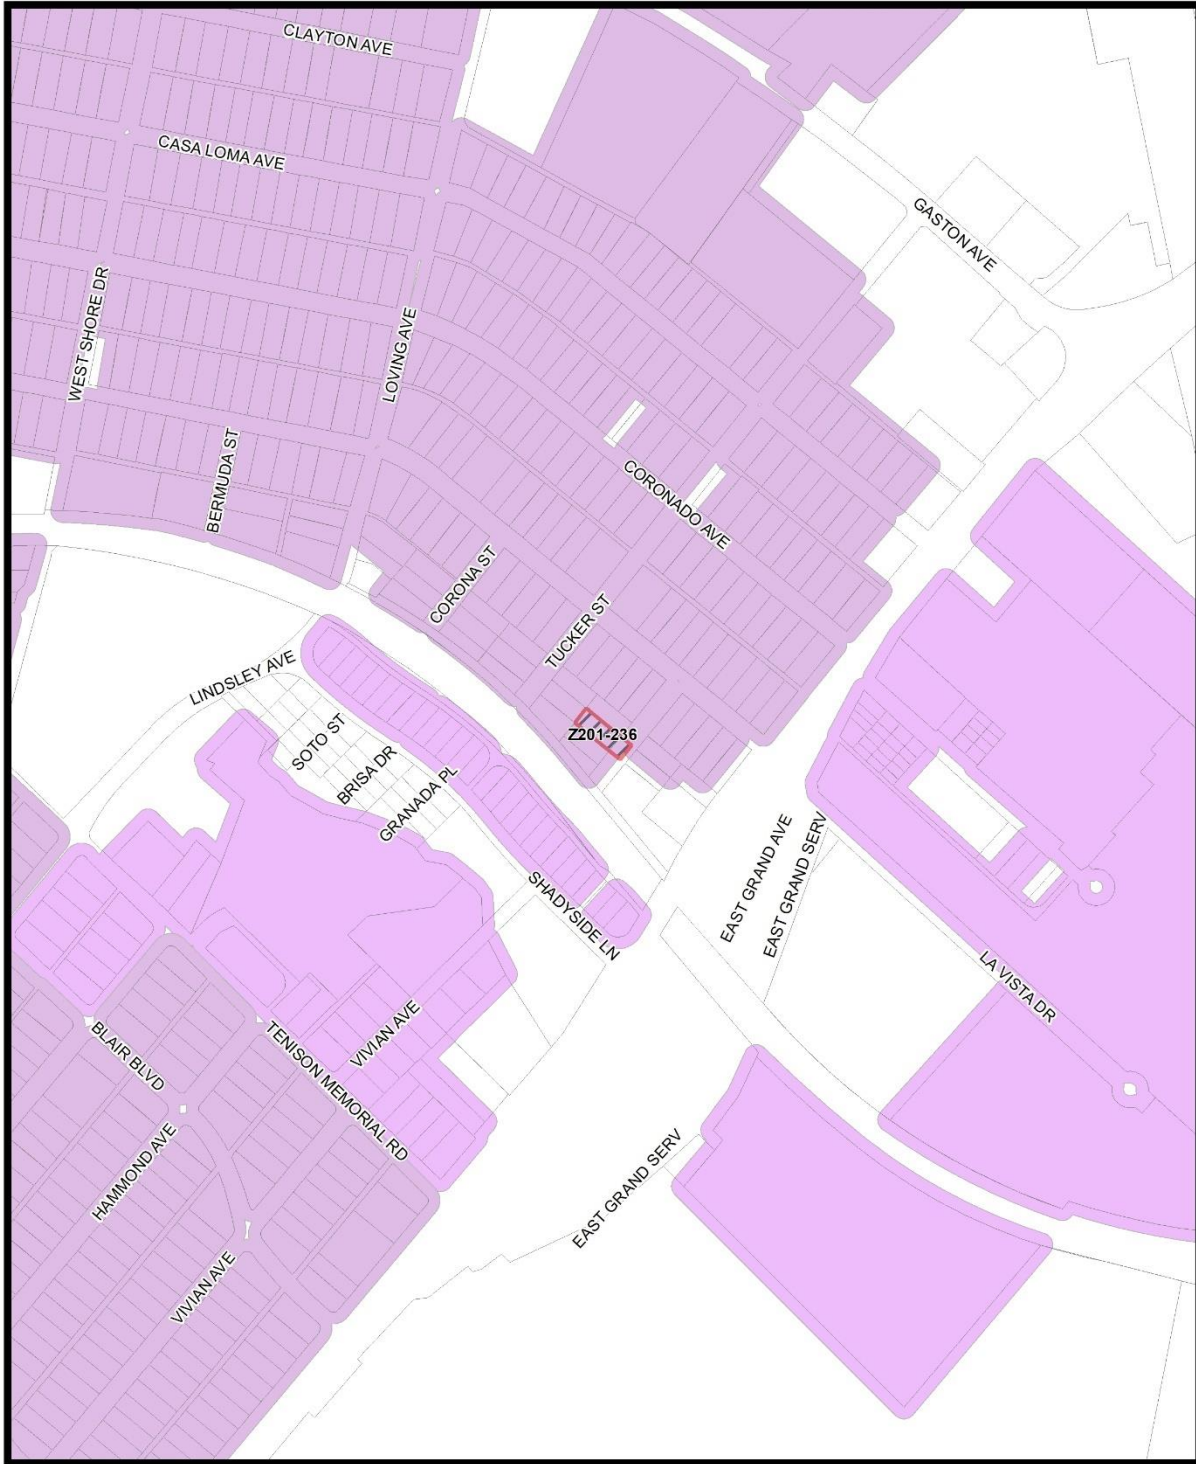 CLAYTON AVE
CASA LOMA AVE
GASTON AVE
WEST SHORE DR
LOVING AVE
BERMUDA ST
CORONADO AVE
CORONA ST
TUCKER ST
LINDSLEY AVE
Z201-236
SOTO ST
BRISA DR
GRANADA PL
EAST GRAND AVE
EAST GRAND SERV
SHADYSIDE LN
LA VISTA DR
BLAIR BLVD
TENISON MEMORIAL RD
VIVIAN AVE
HAMMOND AVE
EAST GRAND SERV
VIVIAN AVE